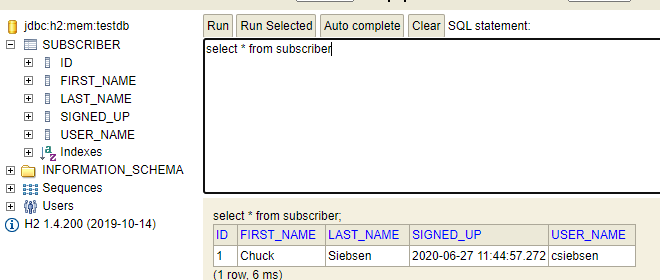 jdbc:h2:mem:testdb
SUBSCRIBER
ID
FIRST_NAME
LAST_NAME
SIGNED_UP
USER_NAME
Indexes
INFORMATION_SCHEMA
Sequences
Users
H2 1.4.200 (2019-10-14)
Run Run Selected Auto complete Clear SQL statement:
select * from subscriber
select * from subscriber;
ID FIRST_NAME LAST_NAME SIGNED_UP USER_NAME
1 Chuck Siebsen 2020-06-27 11:44:57.272 csiebsen
(1 row, 6 ms)